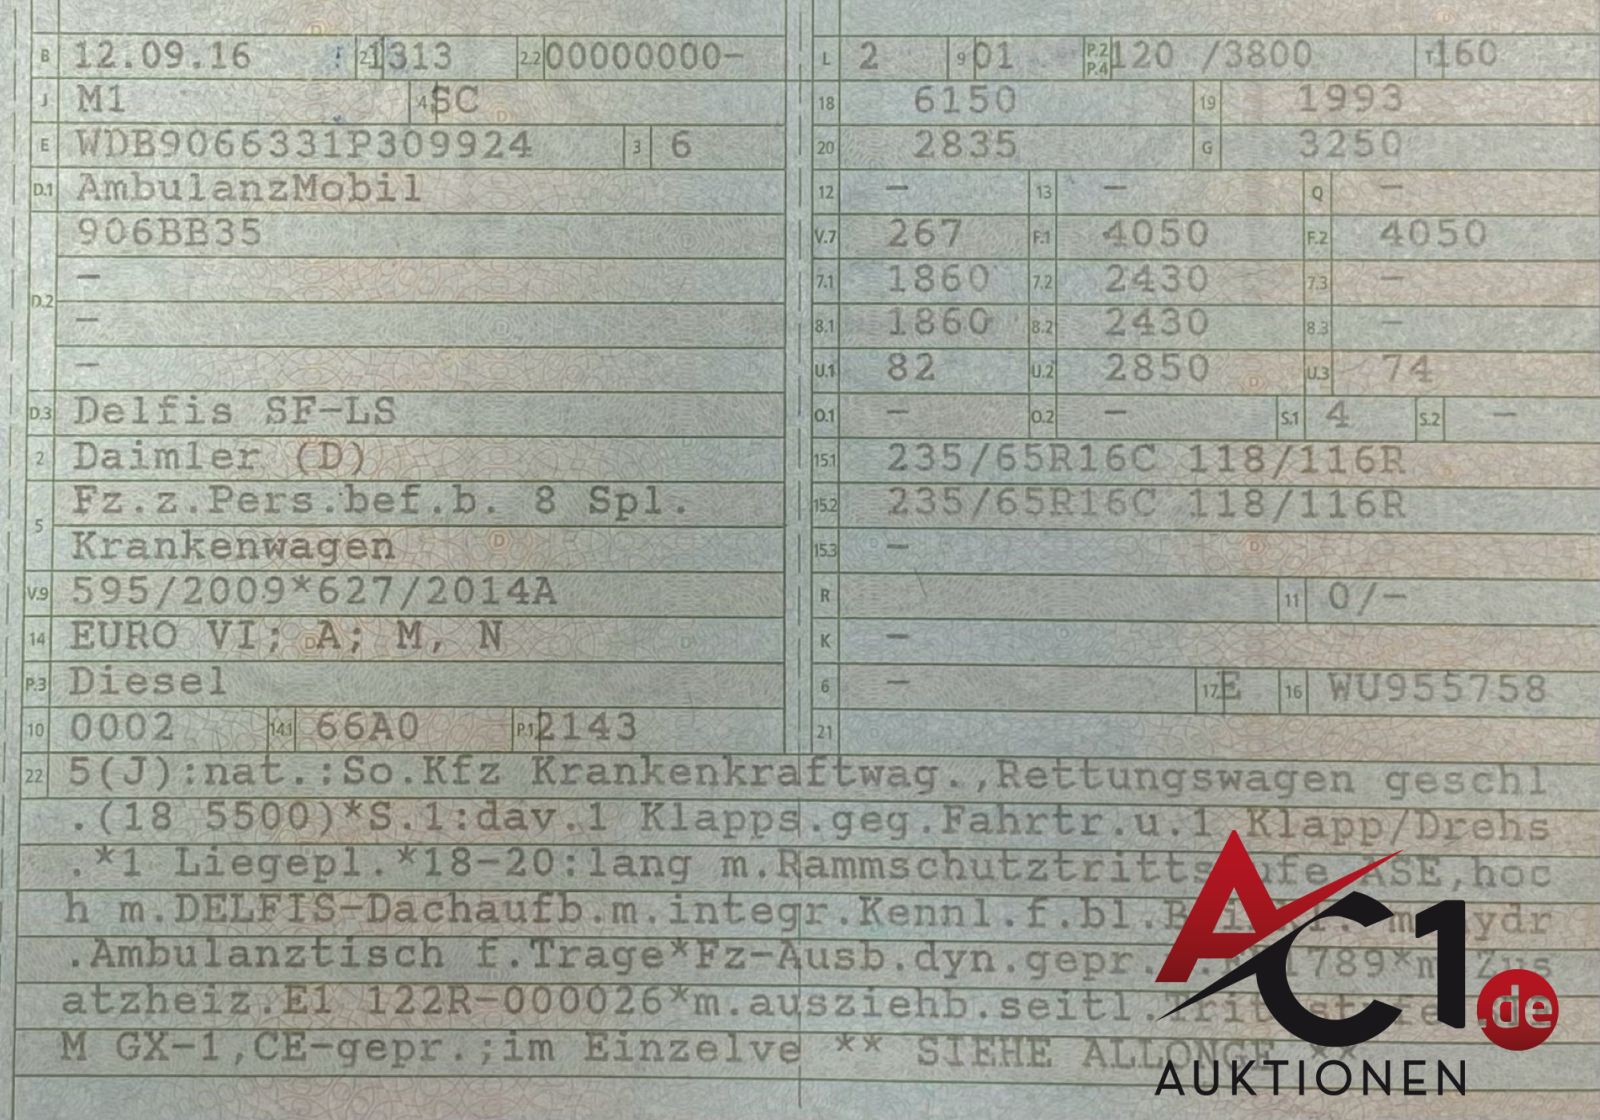 B 12.09.16 2.1 1313 2.2 00000000-
J M1 4 SC
E WDB9066331P309924 3 6
D.1 AmbulanzMobil
906BB35
-
D.2
-
-
D.3 Delfis SF-LS
2 Daimler (D)
Fz.z.Pers.bef.b. 8 Spl.
5
Krankenwagen
V.9 595/2009*627/2014A
14 EURO VI; A; M, N
P.3 Diesel
10 0002 14.1 66A0 P.1 2143
L 2 9 01 P.2 P.4 120 /3800 T 160
18 6150 19 1993
20 2835 G 3250
12 - 13 - Q -
V.7 267 F.1 4050 F.2 4050
7.1 1860 7.2 2430 7.3 -
8.1 1860 8.2 2430 8.3 -
U.1 82 U.2 2850 U.3 74
O.1 - O.2 - S.1 4 S.2 -
15.1 235/65R16C 118/116R
15.2 235/65R16C 118/116R
15.3 -
R 11 0/-
K -
6 - 17 E 16 WU955758
21
22 5(J):nat.:So.Kfz Krankenkraftwag.,Rettungswagen geschl
.(18 5500)*S.1:dav.1 Klapps.geg.Fahrtr.u.1 Klapp/Drehs
.*1 Liegepl.*18-20:lang m.Rammschutztritts ASE,hoc
h m.DELFIS-Dachaufb.m.integr.Kennl.f.bl.
.Ambulanztisch f.Trage*Fz-Ausb.dyn.gepr. 1789*m.Zus
atzheiz.E1 122R-000026*m.ausziehb.seitl.
M GX-1,CE-gepr.;im Einzelve ** SIEHE ALLONGE **
AC1.de
AUKTIONEN